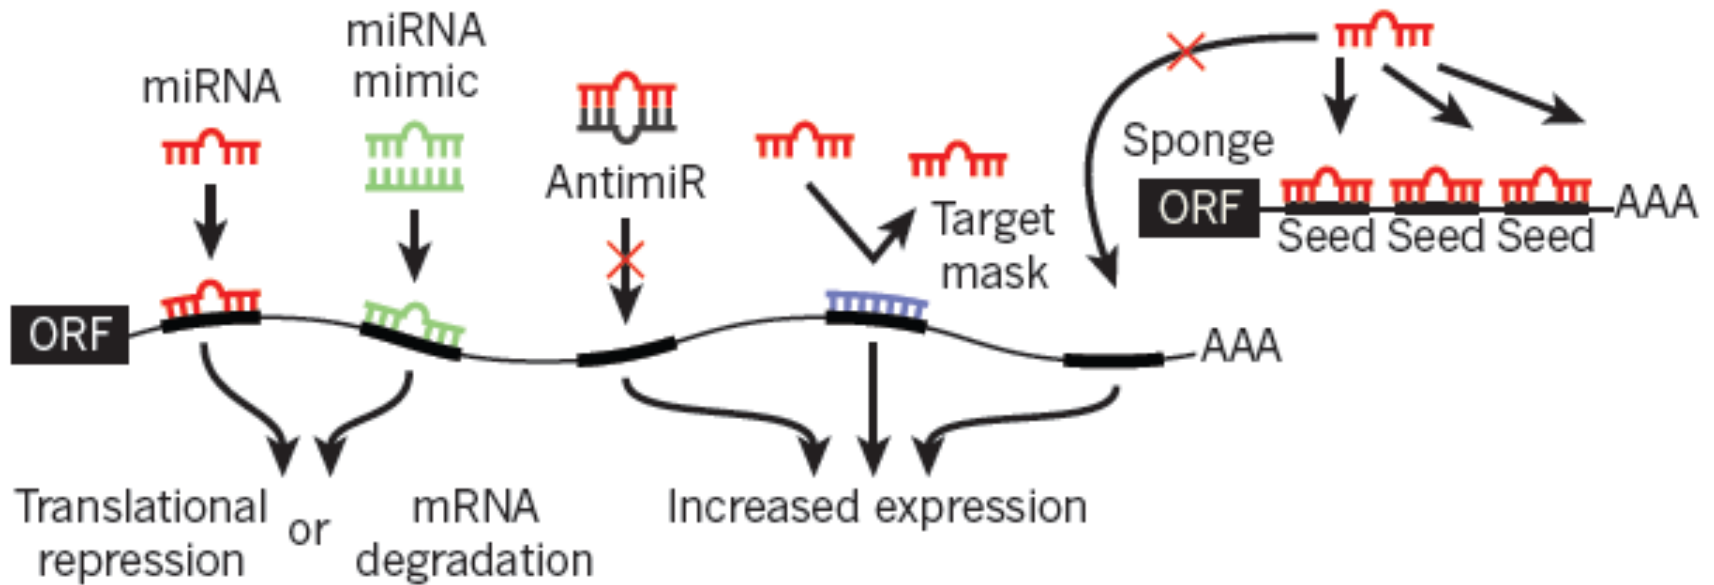 miRNA
miRNA
mimic
AntimiR
Target
mask
Sponge
ORF
AAA
Seed Seed Seed
ORF
AAA
Translational
repression
or
mRNA
degradation
Increased expression